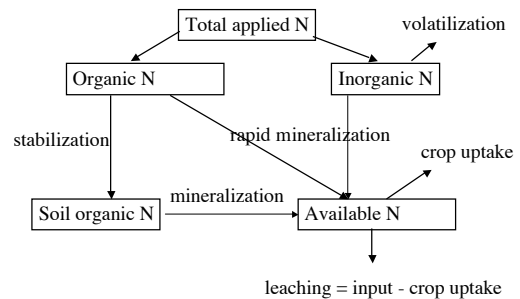 Total applied N
volatilization
Organic N
Inorganic N
stabilization
rapid mineralization
crop uptake
mineralization
Soil organic N
Available N
leaching = input - crop uptake